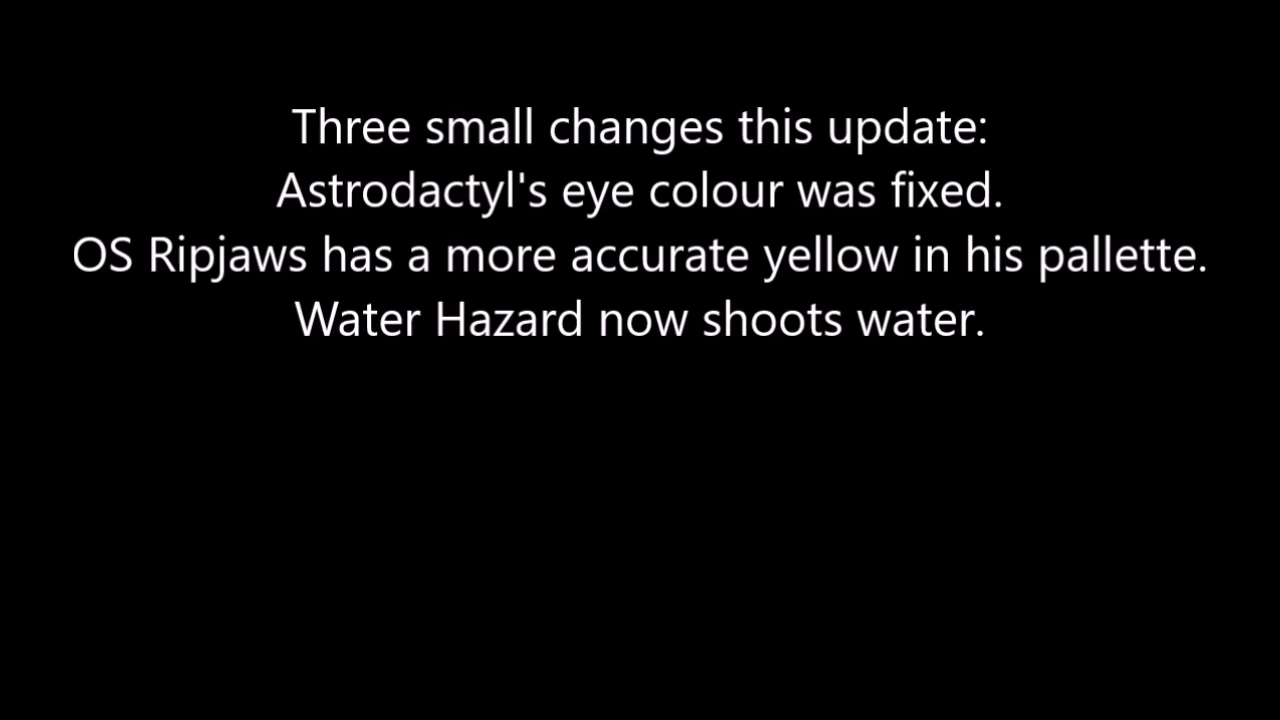 Three small changes this update:
Astrodactyl's eye colour was fixed.
OS Ripjaws has a more accurate yellow in his pallette.
Water Hazard now shoots water.